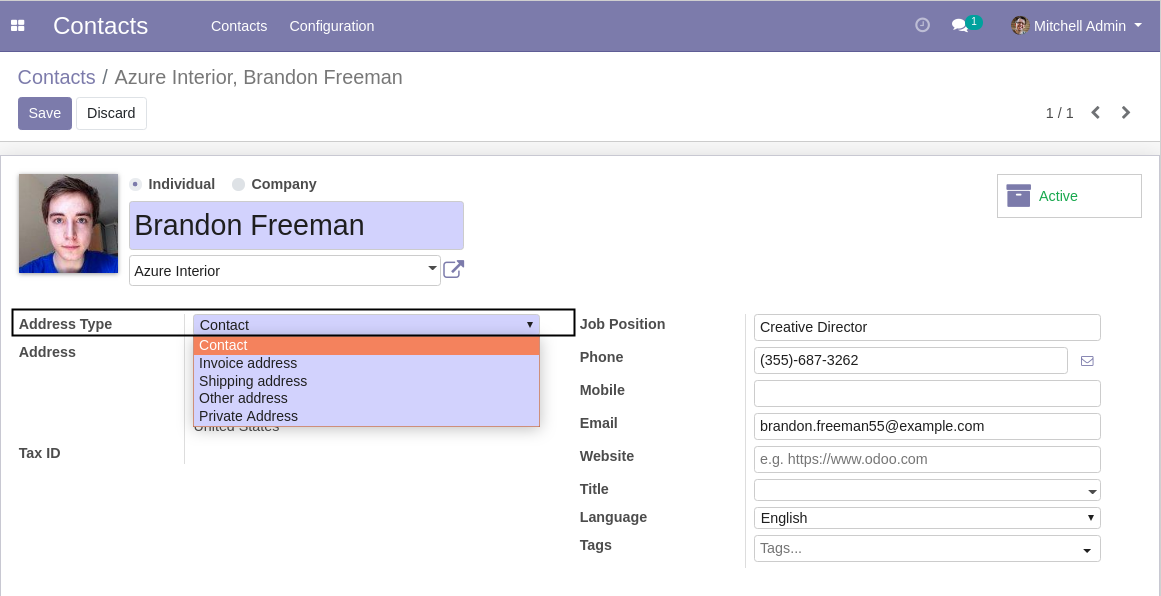 Contacts Contacts Configuration 1 Mitchell Admin
Contacts / Azure Interior, Brandon Freeman
Save Discard 1 / 1
Individual Company
Active
Brandon Freeman
Azure Interior
Address Type Contact
Contact
Invoice address
Shipping address
Other address
Private Address
Address
United States
Tax ID
Job Position Creative Director
Phone (355)-687-3262
Mobile
Email brandon.freeman55@example.com
Website e.g. https://www.odoo.com
Title
Language English
Tags Tags...